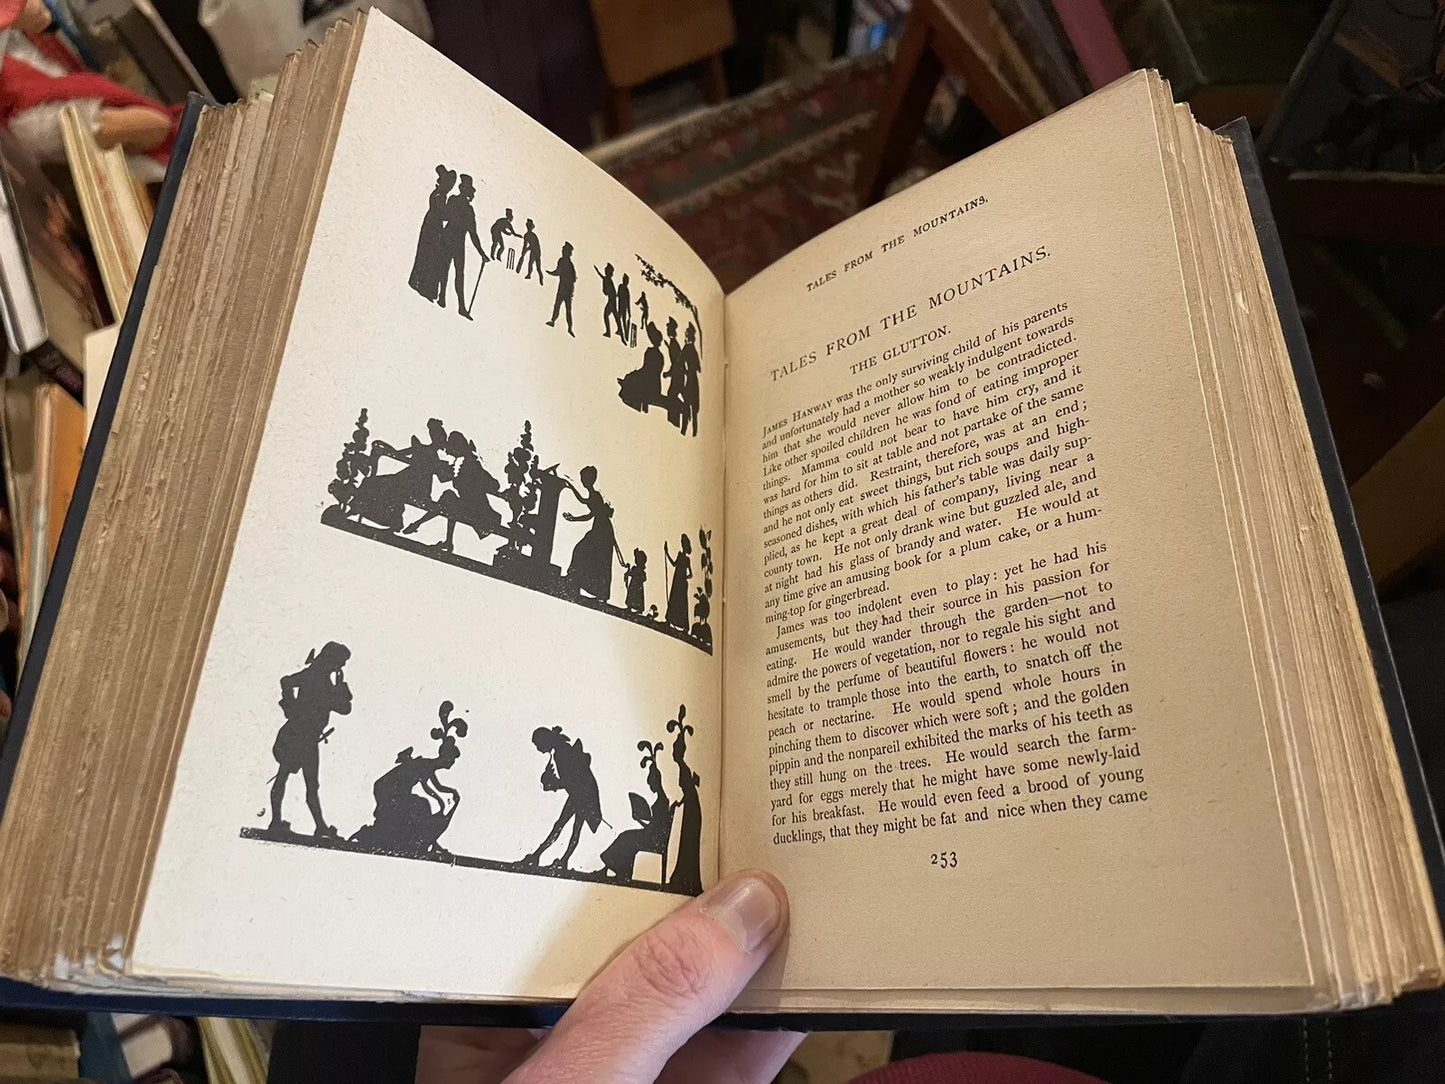 TALES FROM THE MOUNTAINS.
TALES FROM THE MOUNTAINS.
THE GLUTTON.
JAMES HANWAY was the only surviving child of his parents
and unfortunately had a mother so weakly indulgent towards
him that she would never allow him to be contradicted.
Like other spoiled children he was fond of eating improper
things. Mamma could not bear to have him cry, and it
was hard for him to sit at table and not partake of the same
things as others did. Restraint, therefore, was at an end;
and he not only eat sweet things, but rich soups and high-
seasoned dishes, with which his father's table was daily sup-
plied, as he kept a great deal of company, living near a
county town. He not only drank wine but guzzled ale, and
at night had his glass of brandy and water. He would at
any time give an amusing book for a plum cake, or a hum-
ming-top for gingerbread.
James was too indolent even to play: yet he had his
amusements, but they had their source in his passion for
eating. He would wander through the garden—not to
admire the powers of vegetation, nor to regale his sight and
smell by the perfume of beautiful flowers: he would not
hesitate to trample those into the earth, to snatch off the
peach or nectarine. He would spend whole hours in
pinching them to discover which were soft; and the golden
pippin and the nonpareil exhibited the marks of his teeth as
they still hung on the trees. He would search the farm-
yard for eggs merely that he might have some newly-laid
for his breakfast. He would even feed a brood of young
ducklings, that they might be fat and nice when they came
253